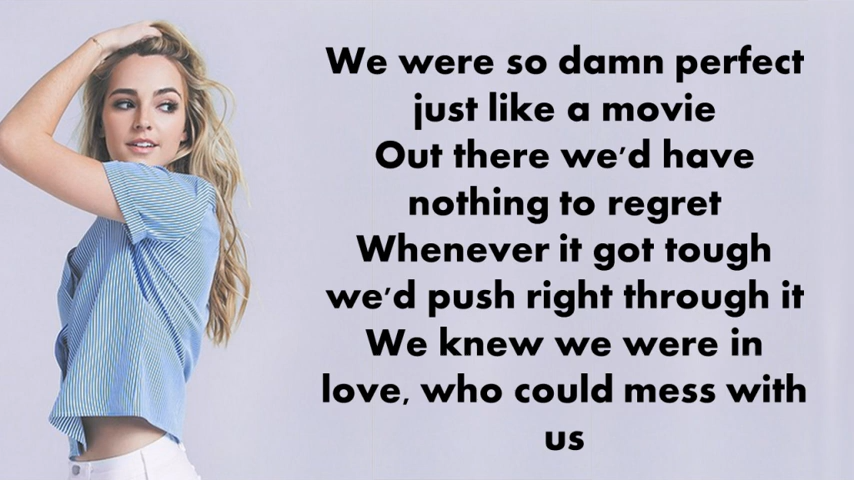 We were so damn perfect
just like a movie
Out there we'd have
nothing to regret
Whenever it got tough
we'd push right through it
We knew we were in
love, who could mess with
us